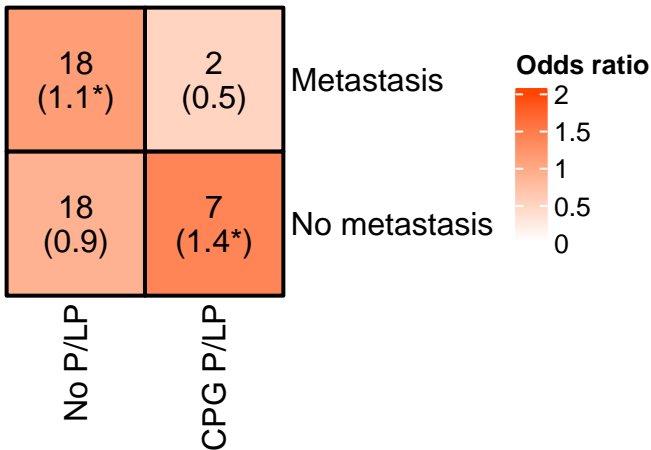 18
(1.1*)
2
(0.5)
Metastasis
18
(0.9)
7
(1.4*)
No metastasis
No P/LP
CPG P/LP
Odds ratio
2
1.5
1
0.5
0